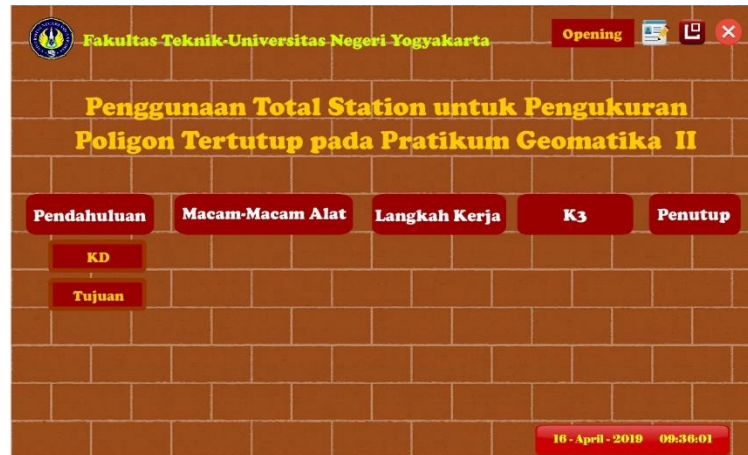 Fakultas Teknik-Universitas Negeri Yogyakarta
Opening
Penggunaan Total Station untuk Pengukuran
Poligon Tertutup pada Pratikum Geomatika II
Pendahuluan
Macam-Macam Alat
Langkah Kerja
K3
Penutup
KD
Tujuan
16 - April - 2019 09:36:01